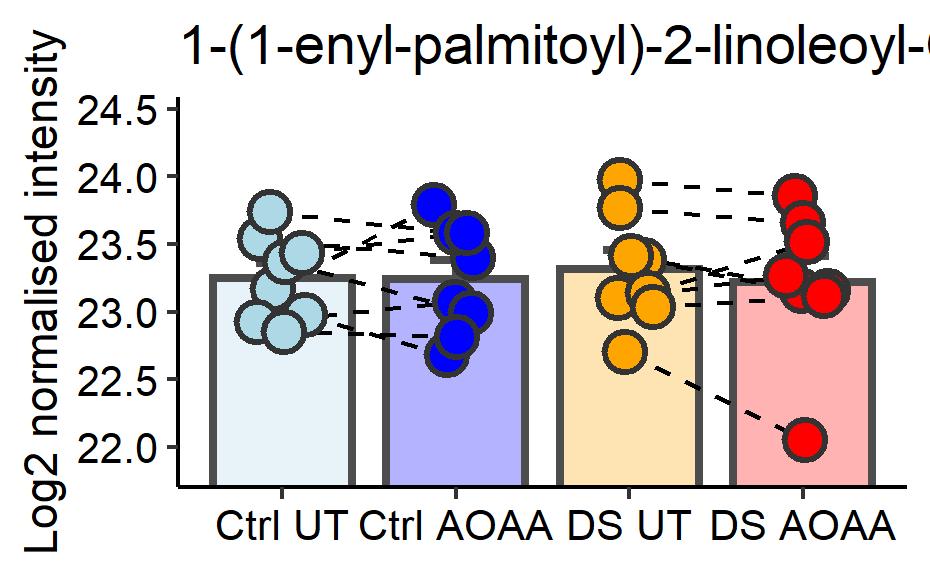 1-(1-enyl-palmitoyl)-2-linoleoyl-
Log2 normalised intensity
24.5
24.0
23.5
23.0
22.5
22.0
Ctrl UT Ctrl AOAA DS UT DS AOAA